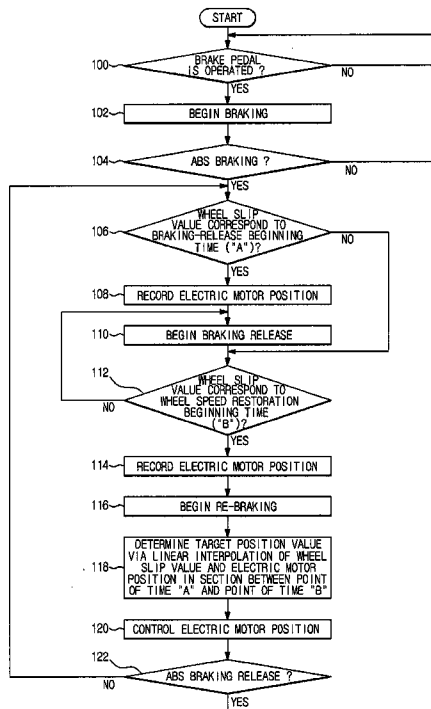 START
100
BRAKE PEDAL
IS OPERATED ?
NO
YES
102
BEGIN BRAKING
104
ABS BRAKING ?
NO
YES
106
WHEEL SLIP
VALUE CORRESPOND TO
BRAKING-RELEASE BEGINNING
TIME ("A")?
NO
YES
108
RECORD ELECTRIC MOTOR POSITION
110
BEGIN BRAKING RELEASE
112
WHEEL SLIP
VALUE CORRESPOND TO
WHEEL SPEED RESTORATION
BEGINNING TIME
("B")?
NO
YES
114
RECORD ELECTRIC MOTOR POSITION
116
BEGIN RE-BRAKING
118
DETERMINE TARGET POSITION VALUE
VIA LINEAR INTERPOLATION OF WHEEL
SLIP VALUE AND ELECTRIC MOTOR
POSITION IN SECTION BETWEEN POINT
OF TIME "A" AND POINT OF TIME "B"
120
CONTROL ELECTRIC MOTOR POSITION
122
ABS BRAKING RELEASE ?
NO
YES